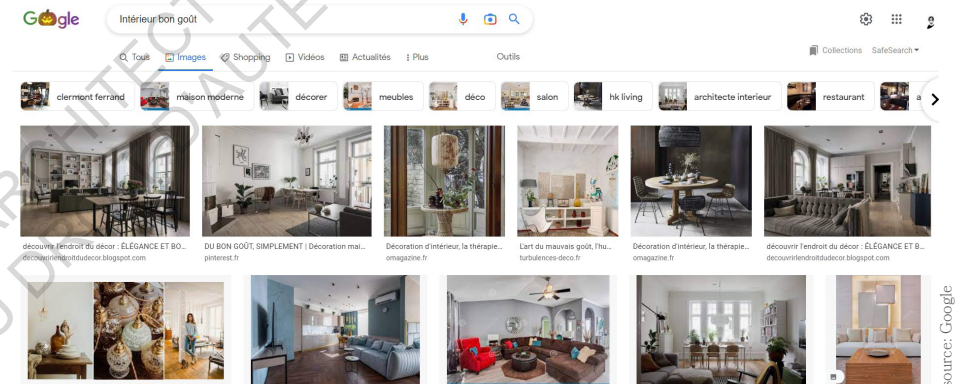 Google
Intérieur bon goût
Tous Images Shopping Vidéos Actualités Plus Outils
Collections SafeSearch
clermont ferrand maison moderne décorer meubles déco salon hk living architecte interieur restaurant a
découvrir l'endroit du décor : ÉLÉGANCE ET BO...
decouvrirlendroitdudecor.blogspot.com
DU BON GOÛT, SIMPLEMENT | Décoration mai...
pinterest.fr
Décoration d'intérieur, la thérapie...
omagazine.fr
L'art du mauvais goût, l'hu...
turbulences-deco.fr
Décoration d'intérieur, la thérapie...
omagazine.fr
découvrir l'endroit du décor : ÉLÉGANCE ET B...
decouvrirlendroitdudecor.blogspot.com
source: Google